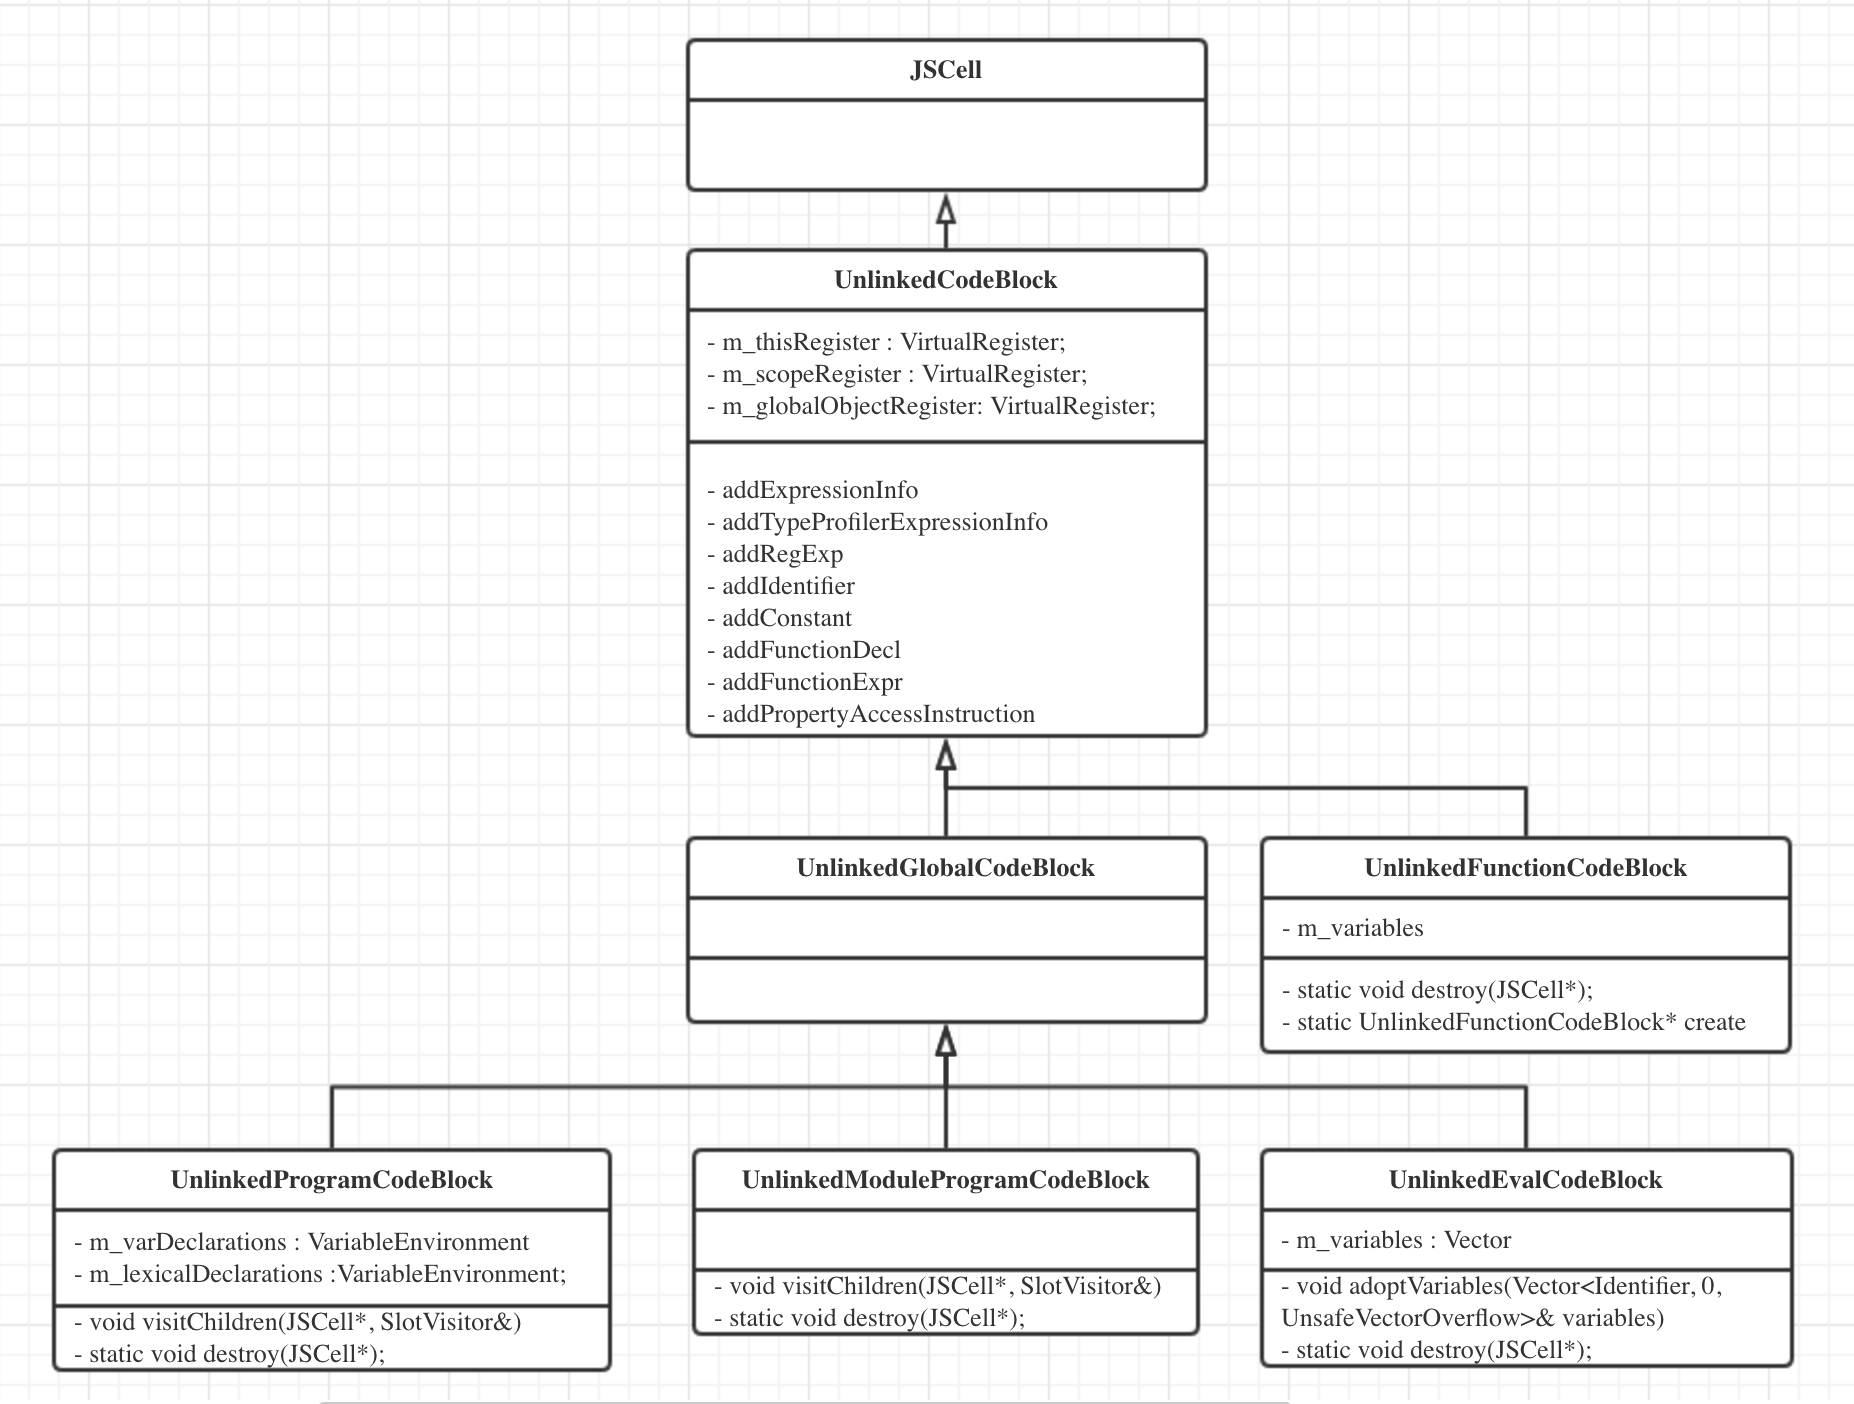 JSCell
UnlinkedCodeBlock
- m_thisRegister : VirtualRegister;
- m_scopeRegister : VirtualRegister;
- m_globalObjectRegister: VirtualRegister;
- addExpressionInfo
- addTypeProfilerExpressionInfo
- addRegExp
- addIdentifier
- addConstant
- addFunctionDecl
- addFunctionExpr
- addPropertyAccessInstruction
UnlinkedGlobalCodeBlock
UnlinkedFunctionCodeBlock
- m_variables
- static void destroy(JSCell*);
- static UnlinkedFunctionCodeBlock* create
UnlinkedProgramCodeBlock
- m_varDeclarations : VariableEnvironment
- m_lexicalDeclarations :VariableEnvironment;
- void visitChildren(JSCell*, SlotVisitor&)
- static void destroy(JSCell*);
UnlinkedModuleProgramCodeBlock
- void visitChildren(JSCell*, SlotVisitor&)
- static void destroy(JSCell*);
UnlinkedEvalCodeBlock
- m_variables : Vector
- void adoptVariables(Vector<Identifier, 0,
UnsafeVectorOverflow>& variables)
- static void destroy(JSCell*);